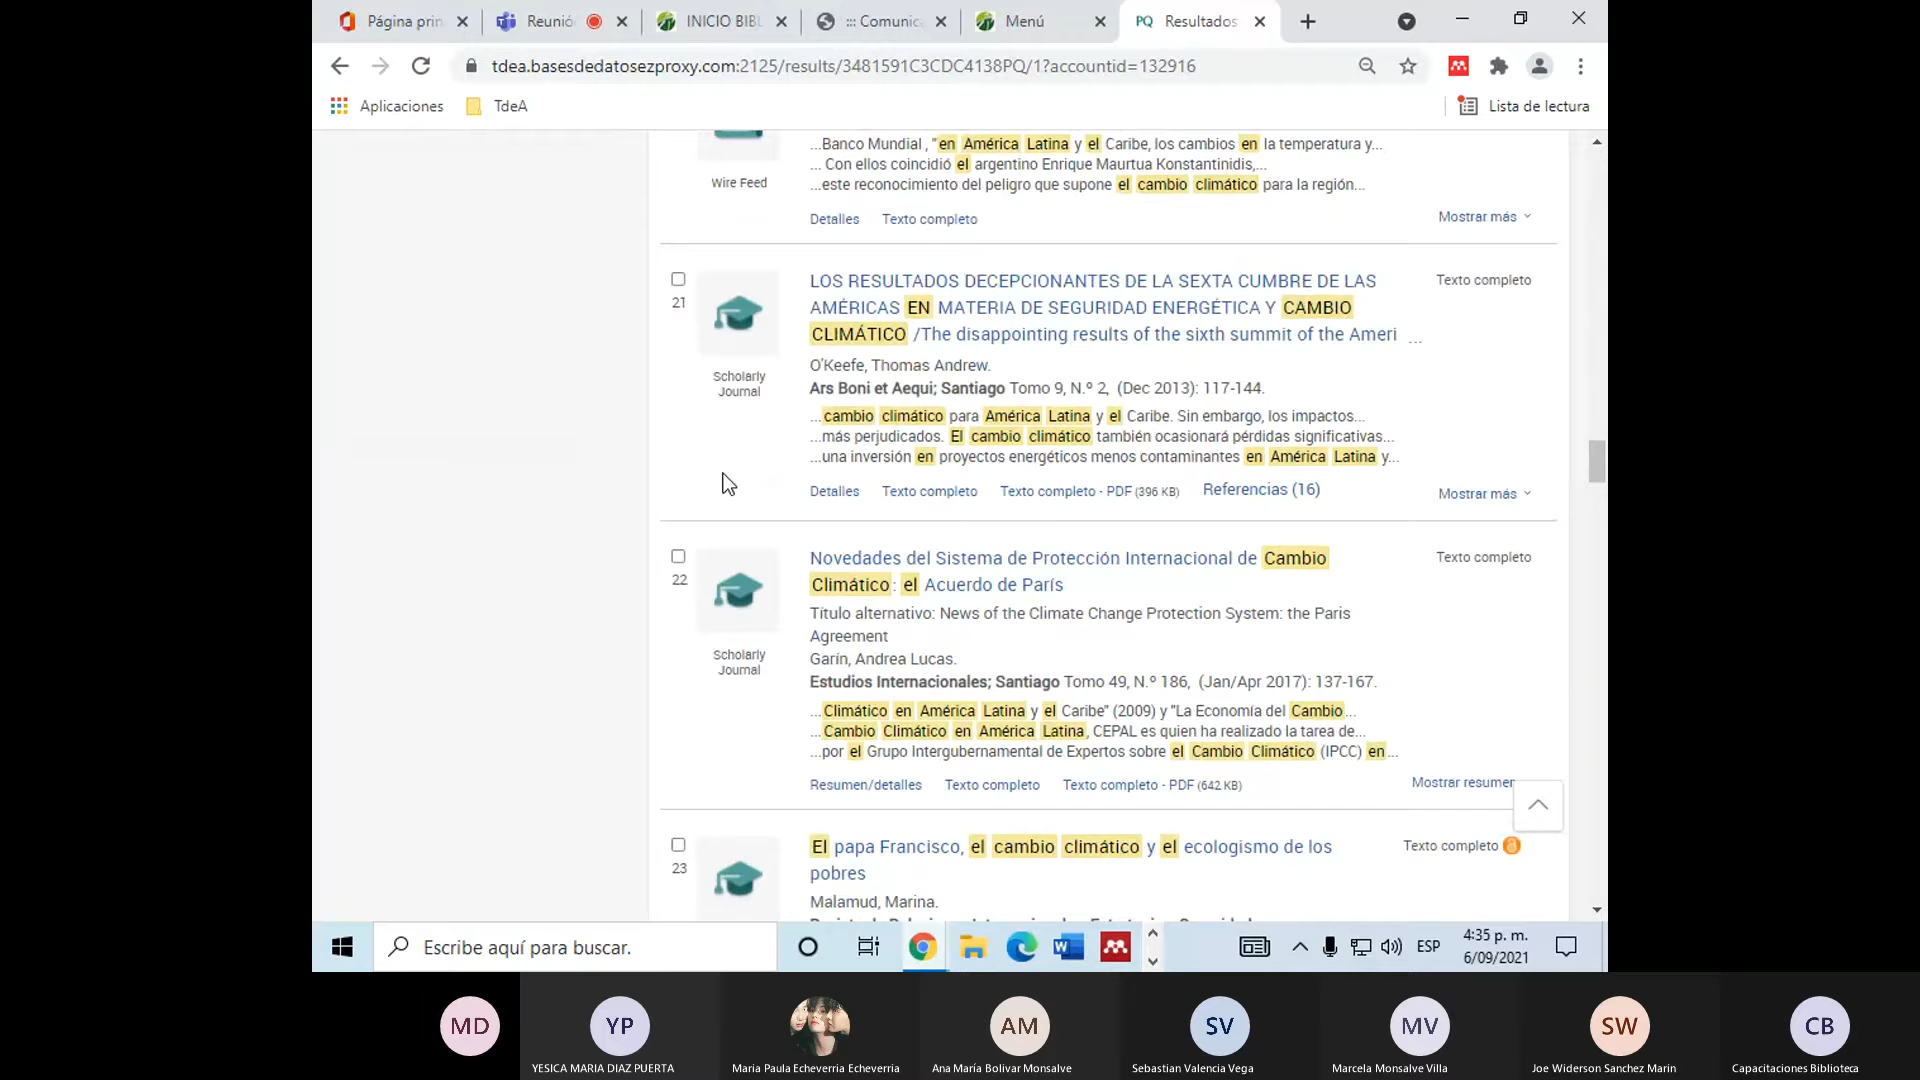 Página prin
Reunió
INICIO BIBL
::: Comunica
Menú
PQ Resultados
tdea.basesdedatosezproxy.com:2125/results/3481591C3CDC4138PQ/1?accountid=132916
Aplicaciones
TdeA
Lista de lectura
...Banco Mundial , "en América Latina y el Caribe, los cambios en la temperatura y...
... Con ellos coincidió el argentino Enrique Maurtua Konstantinidis,...
...este reconocimiento del peligro que supone el cambio climático para la región...
Wire Feed
Detalles Texto completo Mostrar más
21
LOS RESULTADOS DECEPCIONANTES DE LA SEXTA CUMBRE DE LAS
AMÉRICAS EN MATERIA DE SEGURIDAD ENERGÉTICA Y CAMBIO
CLIMÁTICO /The disappointing results of the sixth summit of the Ameri ...
Texto completo
Scholarly
Journal
O'Keefe, Thomas Andrew.
Ars Boni et Aequi; Santiago Tomo 9, N.º 2, (Dec 2013): 117-144.
...cambio climático para América Latina y el Caribe. Sin embargo, los impactos...
...más perjudicados. El cambio climático también ocasionará pérdidas significativas...
...una inversión en proyectos energéticos menos contaminantes en América Latina y...
Detalles Texto completo Texto completo - PDF (396 KB) Referencias (16) Mostrar más
22
Novedades del Sistema de Protección Internacional de Cambio
Climático: el Acuerdo de París
Texto completo
Título alternativo: News of the Climate Change Protection System: the Paris
Agreement
Scholarly
Journal
Garín, Andrea Lucas.
Estudios Internacionales; Santiago Tomo 49, N.º 186, (Jan/Apr 2017): 137-167.
...Climático en América Latina y el Caribe" (2009) y "La Economía del Cambio...
...Cambio Climático en América Latina, CEPAL es quien ha realizado la tarea de...
...por el Grupo Intergubernamental de Expertos sobre el Cambio Climático (IPCC) en...
Resumen/detalles Texto completo Texto completo - PDF (642 KB) Mostrar resumen
23
El papa Francisco, el cambio climático y el ecologismo de los
pobres
Texto completo
Malamud, Marina.
Escribe aquí para buscar.
ESP
4:35 p. m.
6/09/2021
MD
YP
AM
SV
MV
SW
CB
YESICA MARIA DIAZ PUERTA
Maria Paula Echeverria Echeverria
Ana María Bolivar Monsalve
Sebastian Valencia Vega
Marcela Monsalve Villa
Joe Widerson Sanchez Marin
Capacitaciones Biblioteca